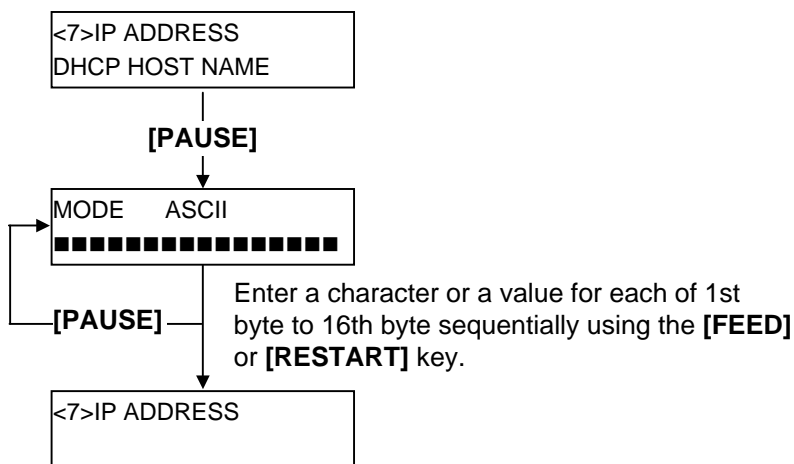 <7>IP ADDRESS
DHCP HOST NAME
[PAUSE]
MODE ASCII
■■■■■■■■■■■■■■■■
[PAUSE]
Enter a character or a value for each of 1st
byte to 16th byte sequentially using the [FEED]
or [RESTART] key.
<7>IP ADDRESS